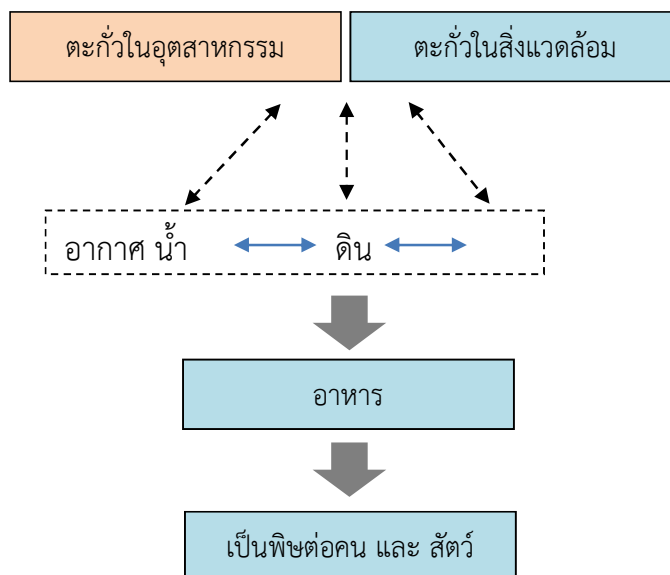 ตะกั่วในอุตสาหกรรม
ตะกั่วในสิ่งแวดล้อม
อากาศ น้ำ ดิน
อาหาร
เป็นพิษต่อคน และ สัตว์